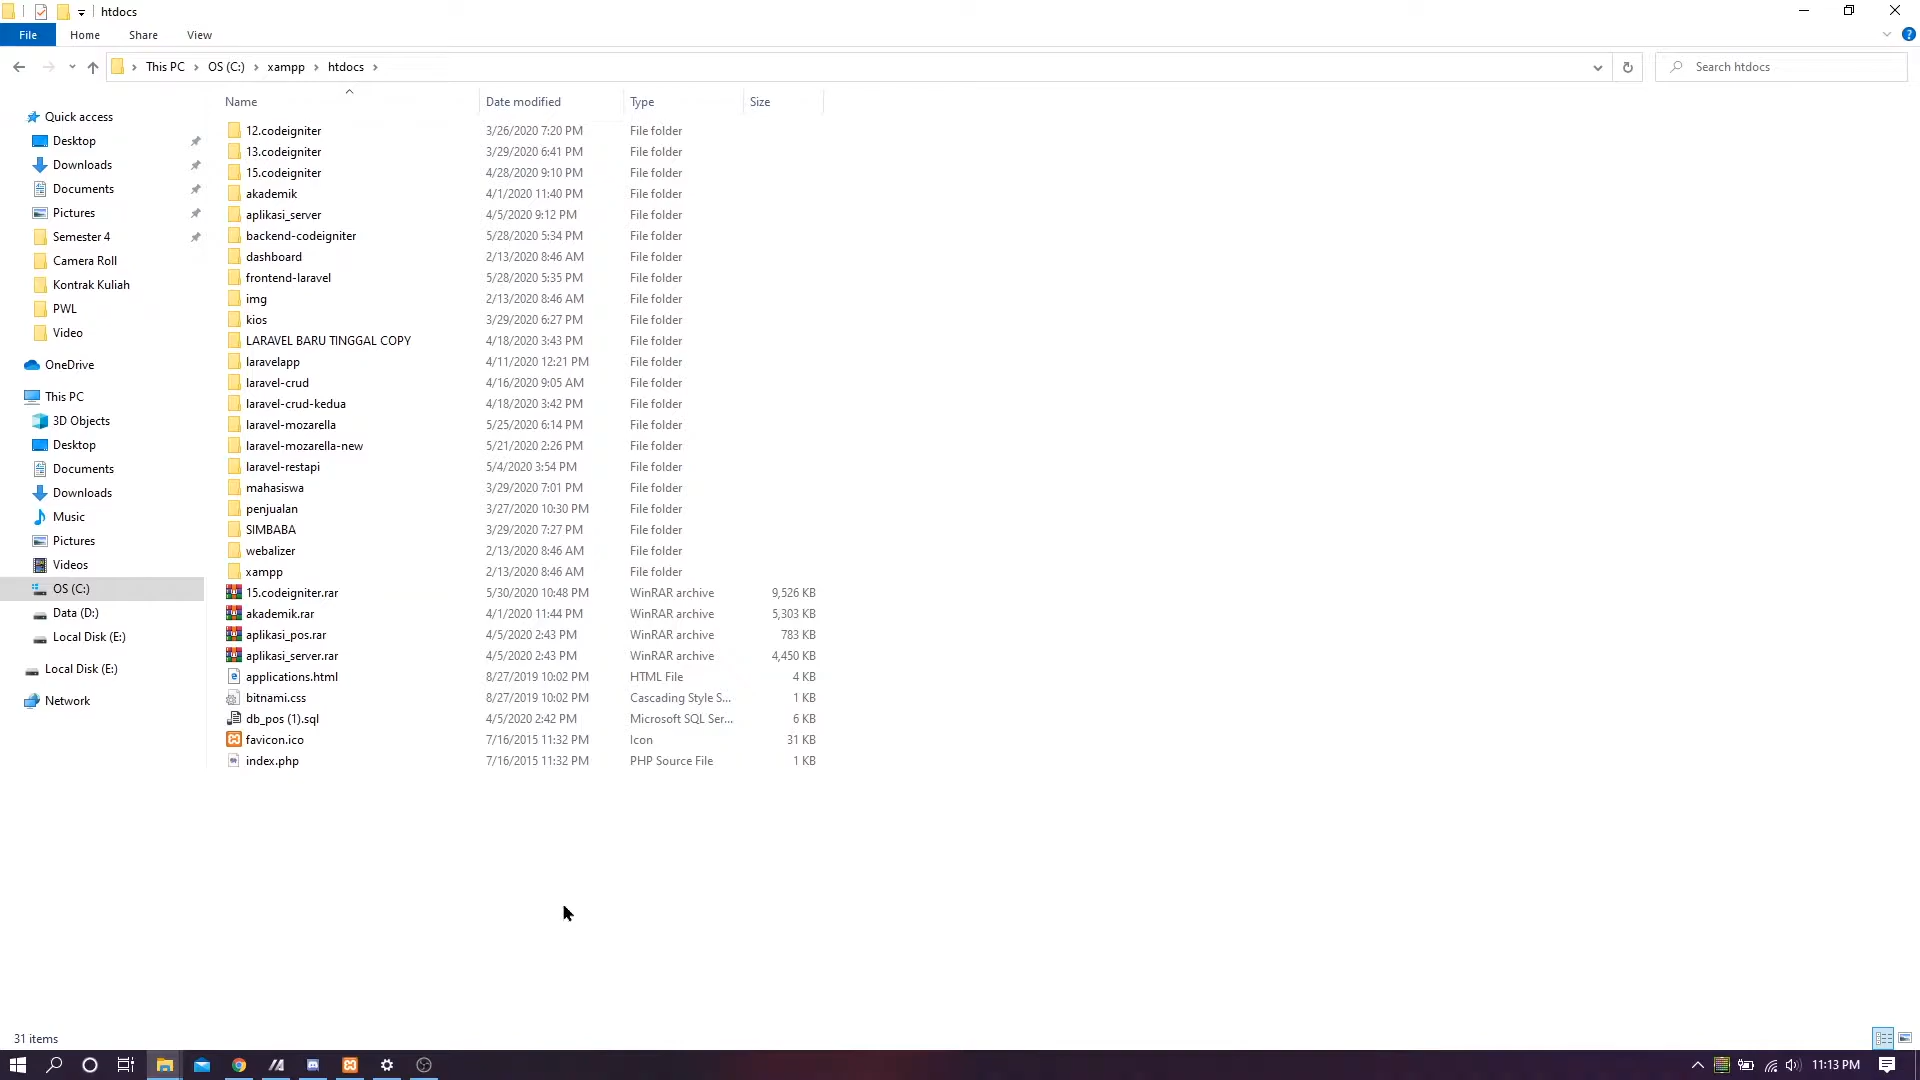 htdocs
File Home Share View
This PC OS (C:) xampp htdocs Search htdocs
Name Date modified Type Size
Quick access
Desktop
Downloads
Documents
Pictures
Semester 4
Camera Roll
Kontrak Kuliah
PWL
Video
OneDrive
This PC
3D Objects
Desktop
Documents
Downloads
Music
Pictures
Videos
OS (C:)
Data (D:)
Local Disk (E:)
Local Disk (E:)
Network
12.codeigniter 3/26/2020 7:20 PM File folder
13.codeigniter 3/29/2020 6:41 PM File folder
15.codeigniter 4/28/2020 9:10 PM File folder
akademik 4/1/2020 11:40 PM File folder
aplikasi_server 4/5/2020 9:12 PM File folder
backend-codeigniter 5/28/2020 5:34 PM File folder
dashboard 2/13/2020 8:46 AM File folder
frontend-laravel 5/28/2020 5:35 PM File folder
img 2/13/2020 8:46 AM File folder
kios 3/29/2020 6:27 PM File folder
LARAVEL BARU TINGGAL COPY 4/18/2020 3:43 PM File folder
laravelapp 4/11/2020 12:21 PM File folder
laravel-crud 4/16/2020 9:05 AM File folder
laravel-crud-kedua 4/18/2020 3:42 PM File folder
laravel-mozarella 5/25/2020 6:14 PM File folder
laravel-mozarella-new 5/21/2020 2:26 PM File folder
laravel-restapi 5/4/2020 3:54 PM File folder
mahasiswa 3/29/2020 7:01 PM File folder
penjualan 3/27/2020 10:30 PM File folder
SIMBABA 3/29/2020 7:27 PM File folder
webalizer 2/13/2020 8:46 AM File folder
xampp 2/13/2020 8:46 AM File folder
15.codeigniter.rar 5/30/2020 10:48 PM WinRAR archive 9,526 KB
akademik.rar 4/1/2020 11:44 PM WinRAR archive 5,303 KB
aplikasi_pos.rar 4/5/2020 2:43 PM WinRAR archive 783 KB
aplikasi_server.rar 4/5/2020 2:43 PM WinRAR archive 4,450 KB
applications.html 8/27/2019 10:02 PM HTML File 4 KB
bitnami.css 8/27/2019 10:02 PM Cascading Style S... 1 KB
db_pos (1).sql 4/5/2020 2:42 PM Microsoft SQL Ser... 6 KB
favicon.ico 7/16/2015 11:32 PM Icon 31 KB
index.php 7/16/2015 11:32 PM PHP Source File 1 KB
31 items
11:13 PM